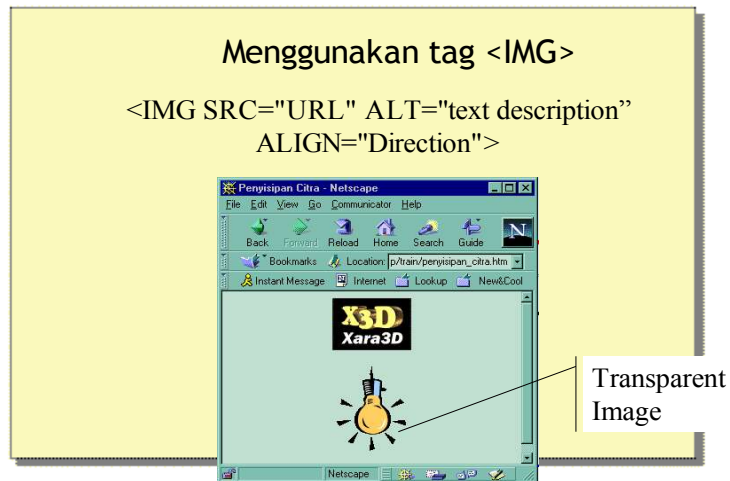 Menggunakan tag <IMG>
<IMG SRC="URL" ALT="text description”
ALIGN="Direction">
Penyisipan Citra - Netscape
File Edit View Go Communicator Help
Back Forward Reload Home Search Guide
N
Bookmarks Location: p/train/penyisipan_citra.htm
Instant Message Internet Lookup New&Cool
X3D
Xara3D
Transparent
Image
Netscape